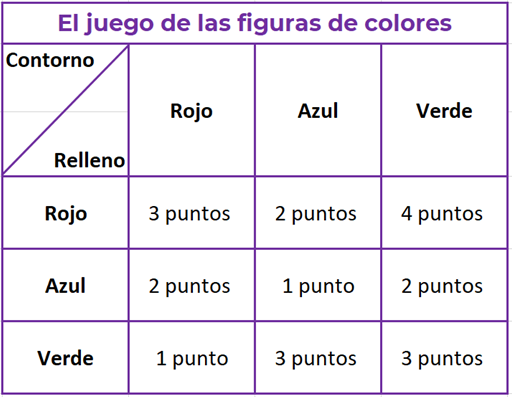 El juego de las figuras de colores
Contorno
Relleno
Rojo Azul Verde
Rojo 3 puntos 2 puntos 4 puntos
Azul 2 puntos 1 punto 2 puntos
Verde 1 punto 3 puntos 3 puntos